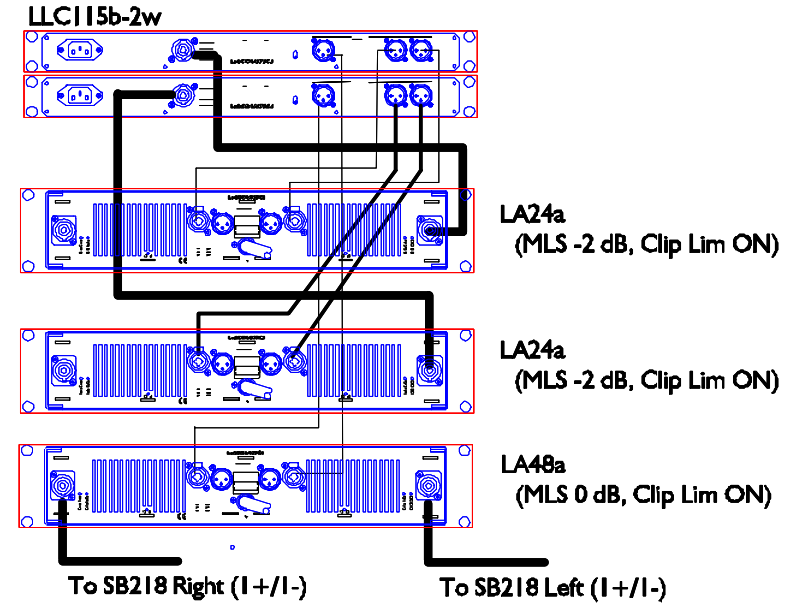 LLC115b-2w
LA24a
(MLS -2 dB, Clip Lim ON)
LA24a
(MLS -2 dB, Clip Lim ON)
LA48a
(MLS 0 dB, Clip Lim ON)
To SB218 Right (1+/1-)
To SB218 Left (1+/1-)